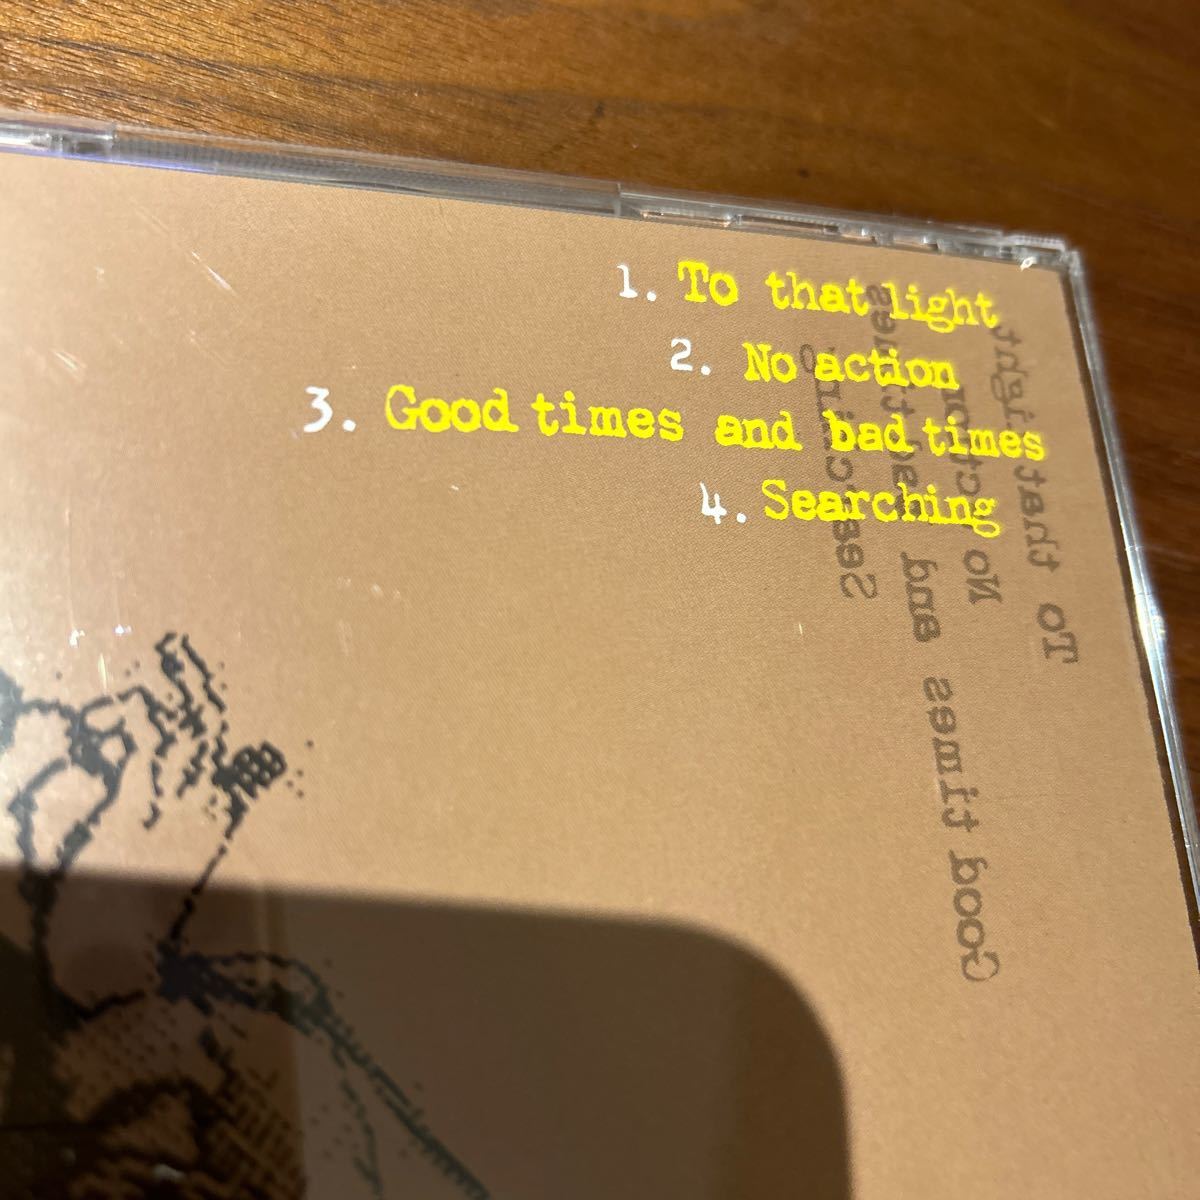 1. To that light
2. No action
3. Good times and bad times
4. Searching
To that light
No action
Good times and bad times
Searching